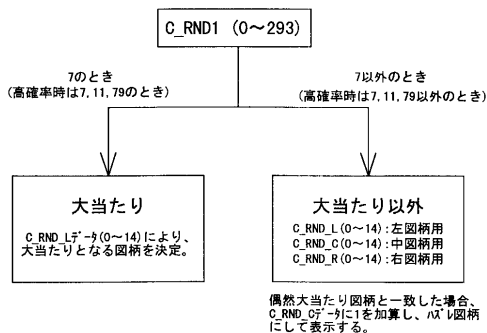 C_RND1 (0〜293)
7のとき
(高確率時は7,11,79のとき)
7以外のとき
(高確率時は7,11,79以外のとき)
大当たり
C_RND_Lﾃﾞｰﾀ(0〜14)により、
大当たりとなる図柄を決定。
大当たり以外
C_RND_L(0〜14):左図柄用
C_RND_C(0〜14):中図柄用
C_RND_R(0〜14):右図柄用
偶然大当たり図柄と一致した場合、
C_RND_Cﾃﾞｰﾀに1を加算し、ﾊｽﾞﾚ図柄
にして表示する。